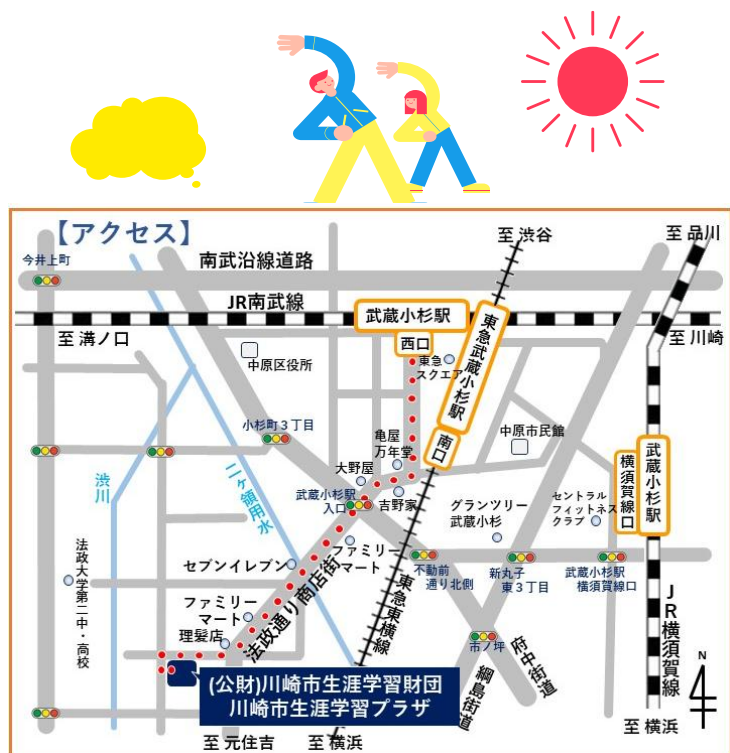 【アクセス】
至 渋谷
至 品川
今井上町
南武沿線道路
JR南武線
武蔵小杉駅
西口
東急武蔵小杉駅
南口
至 溝ノ口
至 川崎
中原区役所
東急
スクエア
小杉町3丁目
亀屋
万年堂
中原市民館
大野屋
吉野家
武蔵小杉駅
入口
グランツリー
武蔵小杉
セントラル
フィットネス
クラブ
横須賀線口
武蔵小杉駅
渋川
二ヶ領用水
法政大学第二中・高校
セブンイレブン
ファミリー
マート
不動前
通り北側
新丸子
東3丁目
武蔵小杉駅
横須賀線口
ファミリー
マート
理髪店
法政通り商店街
東急東横線
市ノ坪
府中街道
綱島街道
JR横須賀線
N
(公財)川崎市生涯学習財団
川崎市生涯学習プラザ
至 元住吉
至 横浜
至 横浜